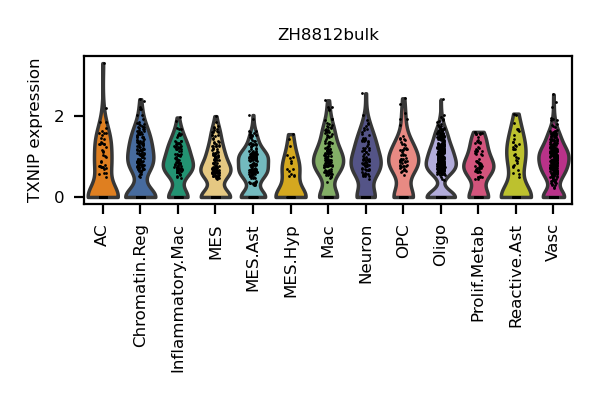 ZH8812bulk
TXNIP expression
2
0
AC
Chromatin.Reg
Inflammatory.Mac
MES
MES.Ast
MES.Hyp
Mac
Neuron
OPC
Oligo
Prolif.Metab
Reactive.Ast
Vasc